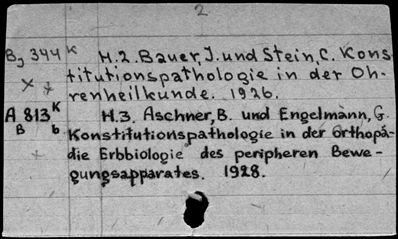 2
B, 344 K H.2. Bauer, J. und Stein, C. Kons
titutionspathologie in der Oh-
renheilkunde. 1926.
A 813 K H.3. Aschner, B. und Engelmann, G.
B b Konstitutionspathologie in der orthopä-
die Erbbiologie des peripheren Bewe-
gungsapparates. 1928.